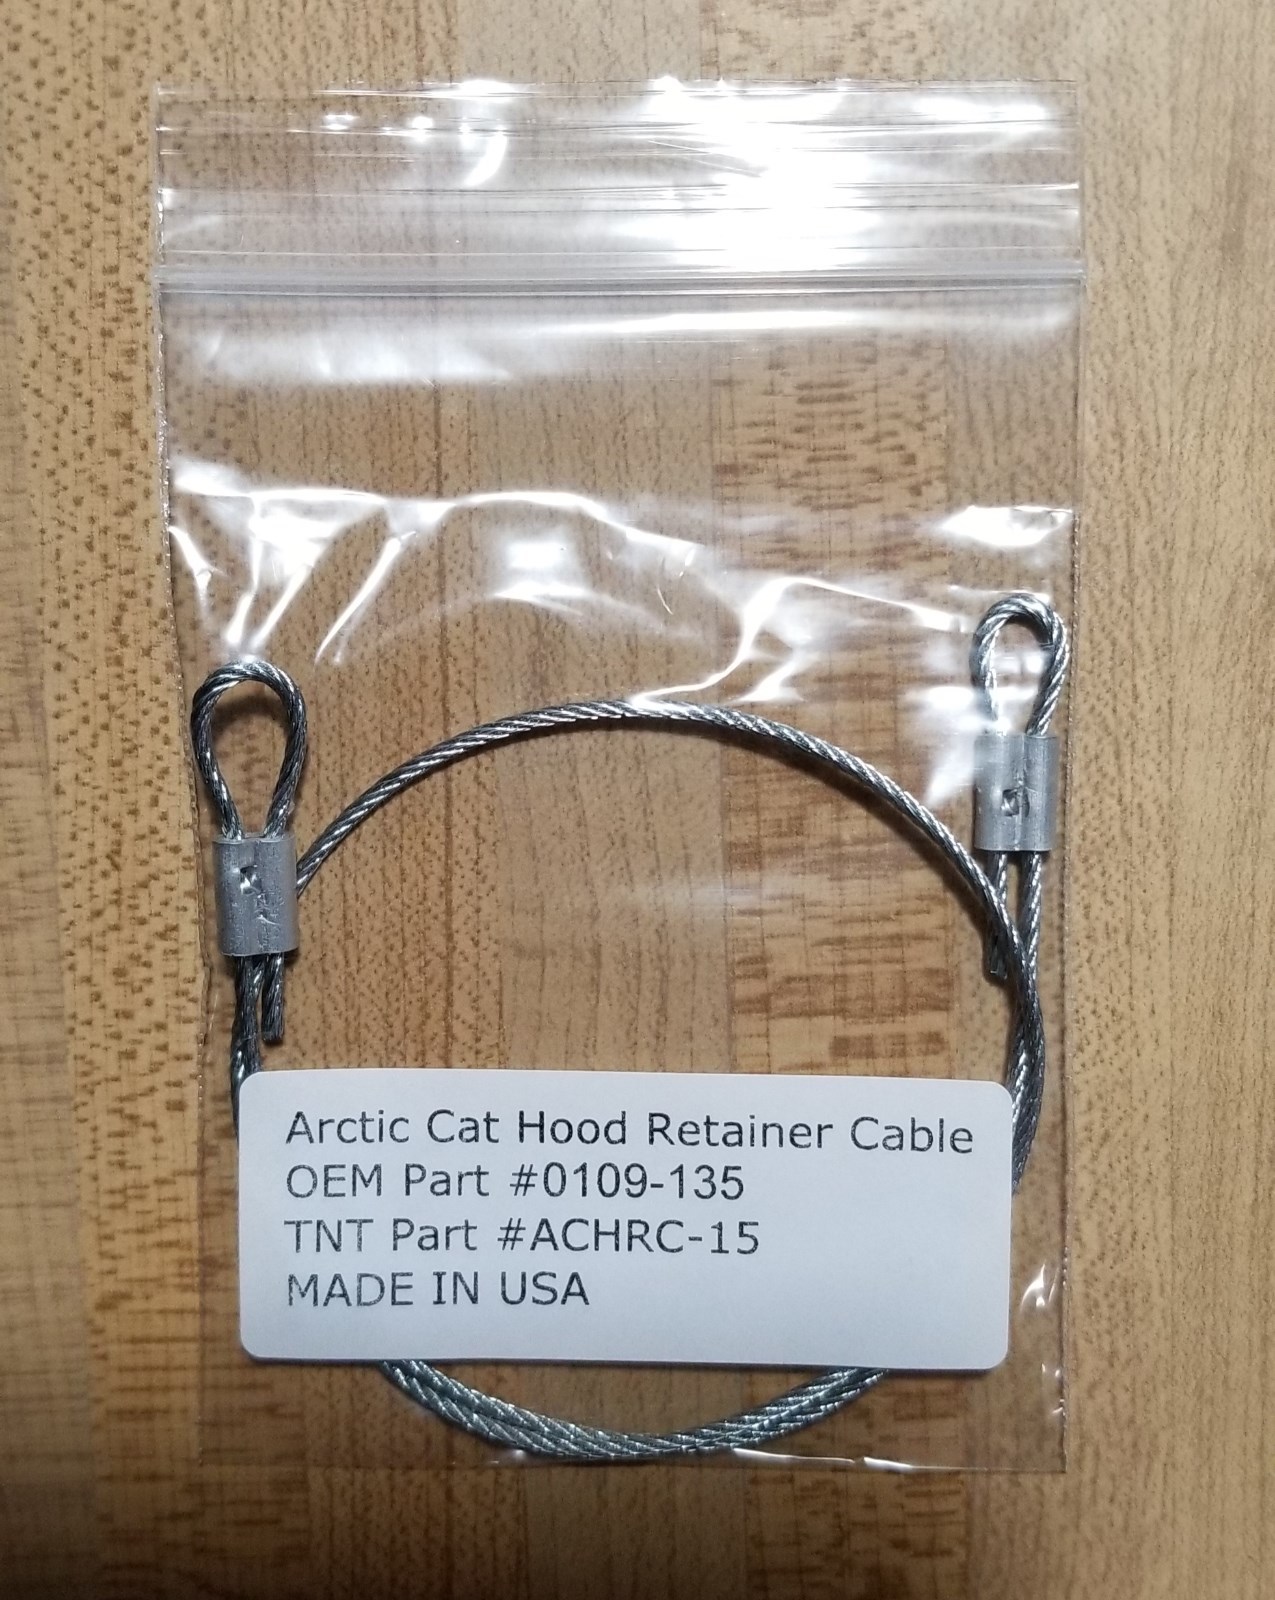 Arctic Cat Hood Retainer Cable
OEM Part #0109-135
TNT Part #ACHRC-15
MADE IN USA